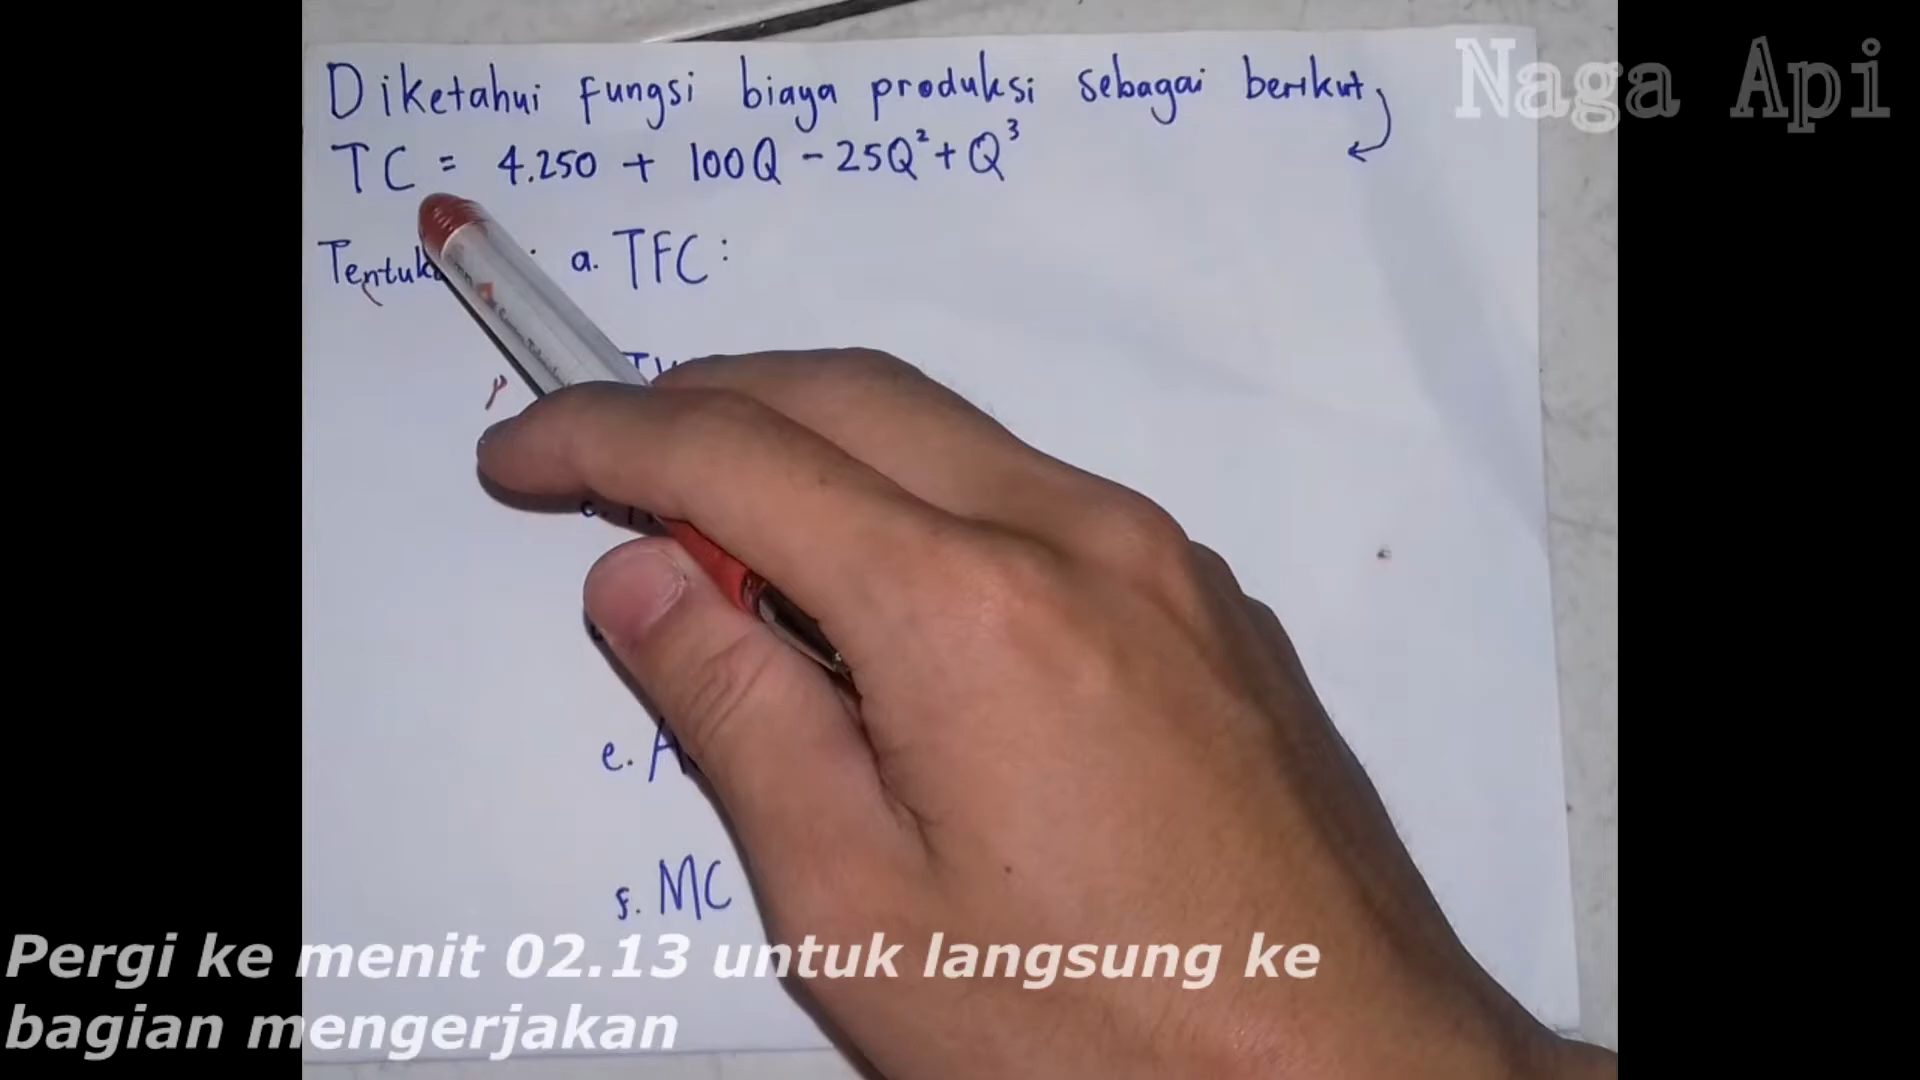 Diketahui fungsi biaya produksi sebagai berikut
TC = 4.250 + 100Q - 25Q² + Q³
a. TFC :
e.
f. MC
Naga Api
Pergi ke menit 02.13 untuk langsung ke
bagian mengerjakan